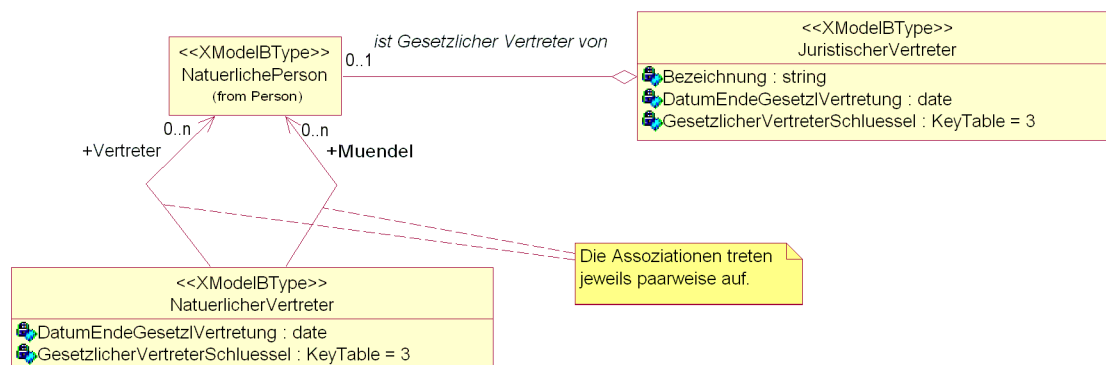 <<XModelBType>>
NatuerlichePerson
(from Person)
ist Gesetzlicher Vertreter von
0..1
<<XModelBType>>
JuristischerVertreter
Bezeichnung : string
DatumEndeGesetzlVertretung : date
GesetzlicherVertreterSchluessel : KeyTable = 3
0..n
0..n
+Vertreter
+Muendel
Die Assoziationen treten
jeweils paarweise auf.
<<XModelBType>>
NatuerlicherVertreter
DatumEndeGesetzlVertretung : date
GesetzlicherVertreterSchluessel : KeyTable = 3